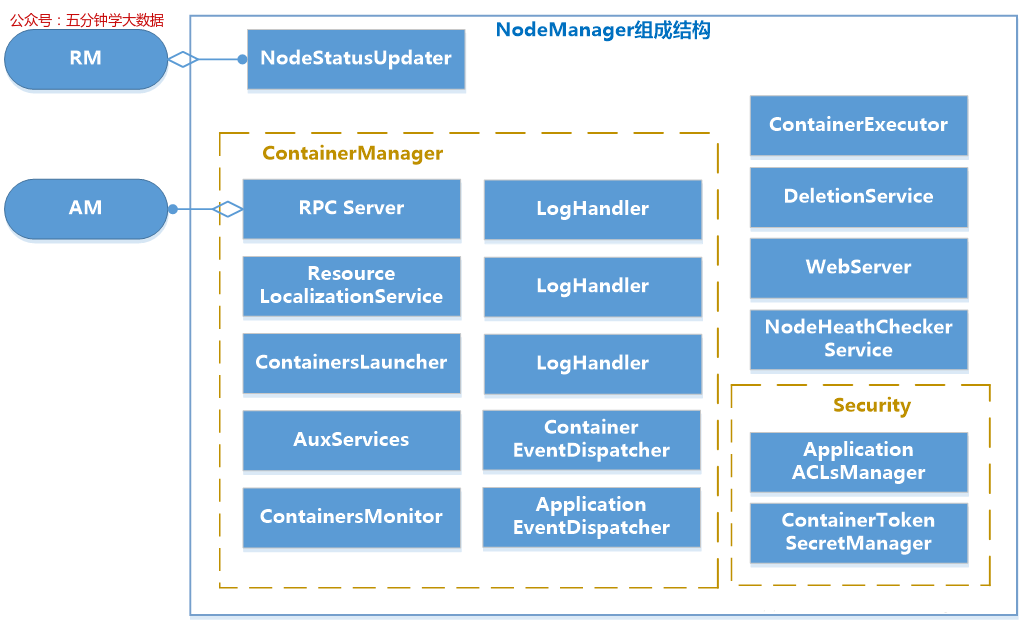 公众号：五分钟学大数据
NodeManager组成结构
RM
NodeStatusUpdater
AM
ContainerManager
RPC Server
LogHandler
Resource
LocalizationService
LogHandler
ContainersLauncher
LogHandler
AuxServices
Container
EventDispatcher
ContainersMonitor
Application
EventDispatcher
ContainerExecutor
DeletionService
WebServer
NodeHeathChecker
Service
Security
Application
ACLsManager
ContainerToken
SecretManager